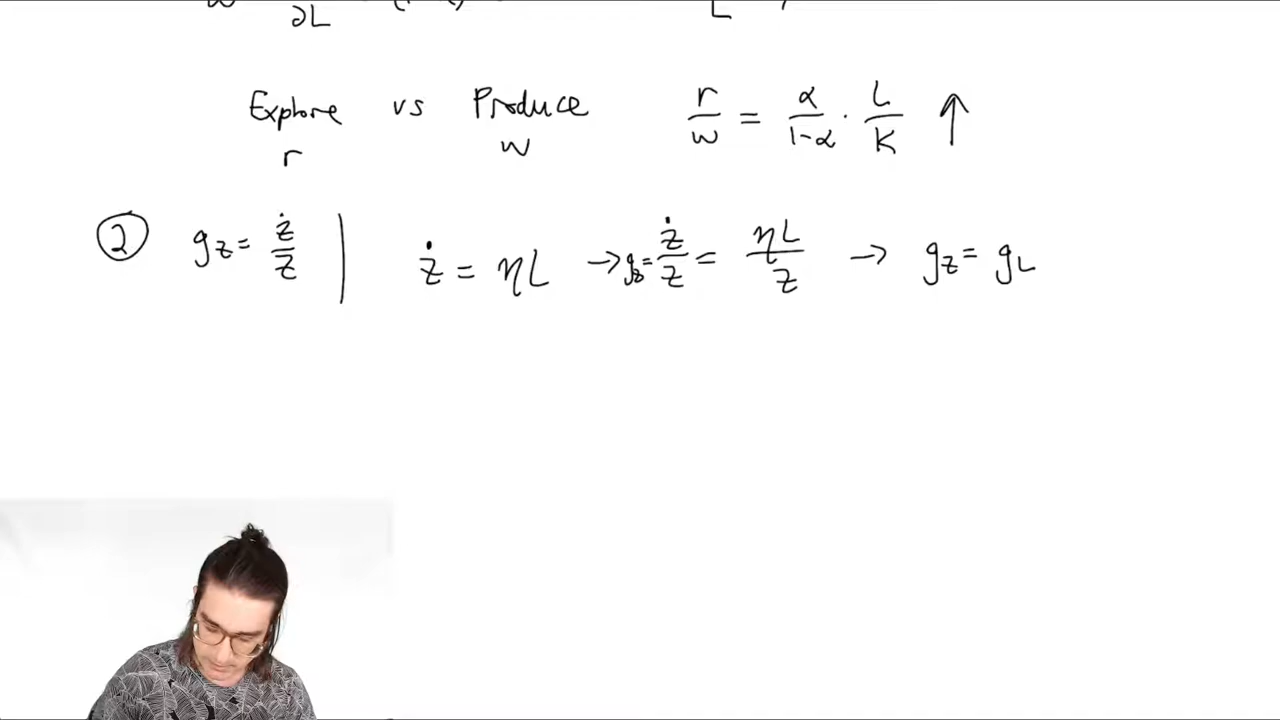 ∂L L
Explore vs Produce r/w = α/(1-α) · L/K ↑
r w
② g_Z = Ż/Z | Ż = ηL → g_Z = Ż/Z = ηL/Z → g_Z = g_L